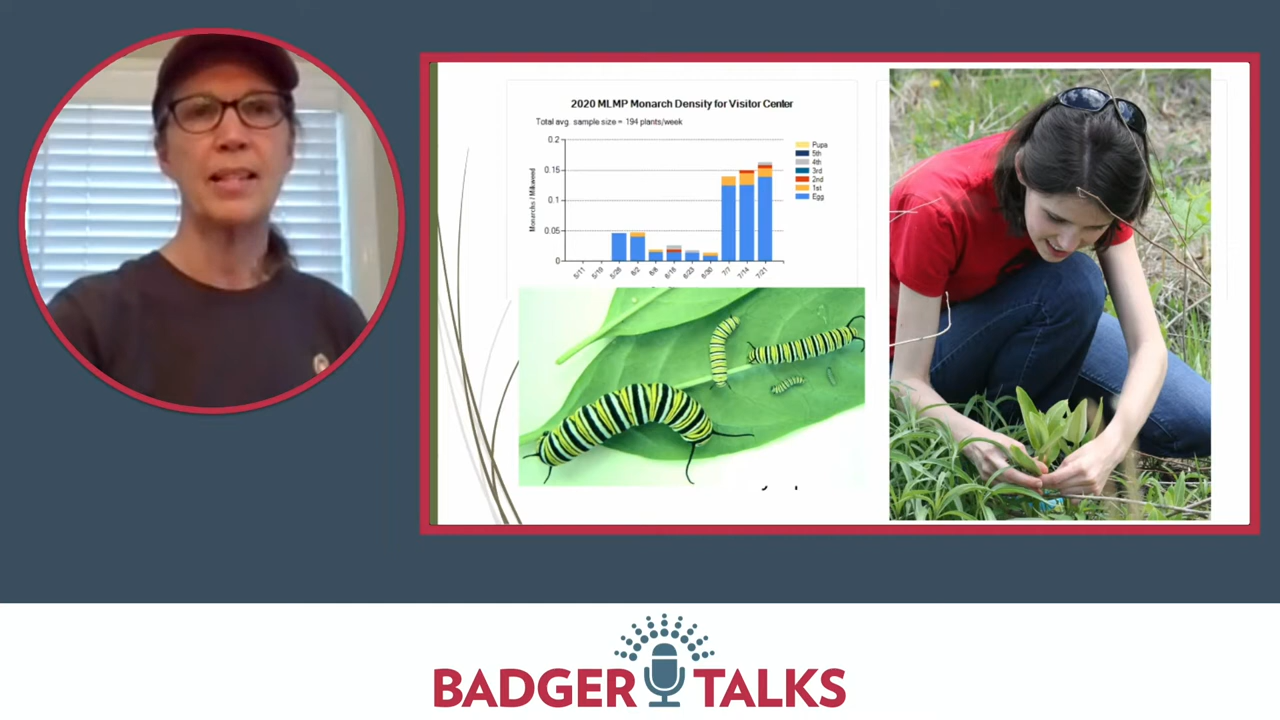 2020 MLMP Monarch Density for Visitor Center
Total avg. sample size = 194 plants/week
Monarchs / Milkweed
0.2
0.15
0.1
0.05
0
5/11
5/19
5/26
6/2
6/8
6/16
6/23
6/30
7/7
7/14
7/21
Pupa
5th
4th
3rd
2nd
1st
Egg
BADGER TALKS